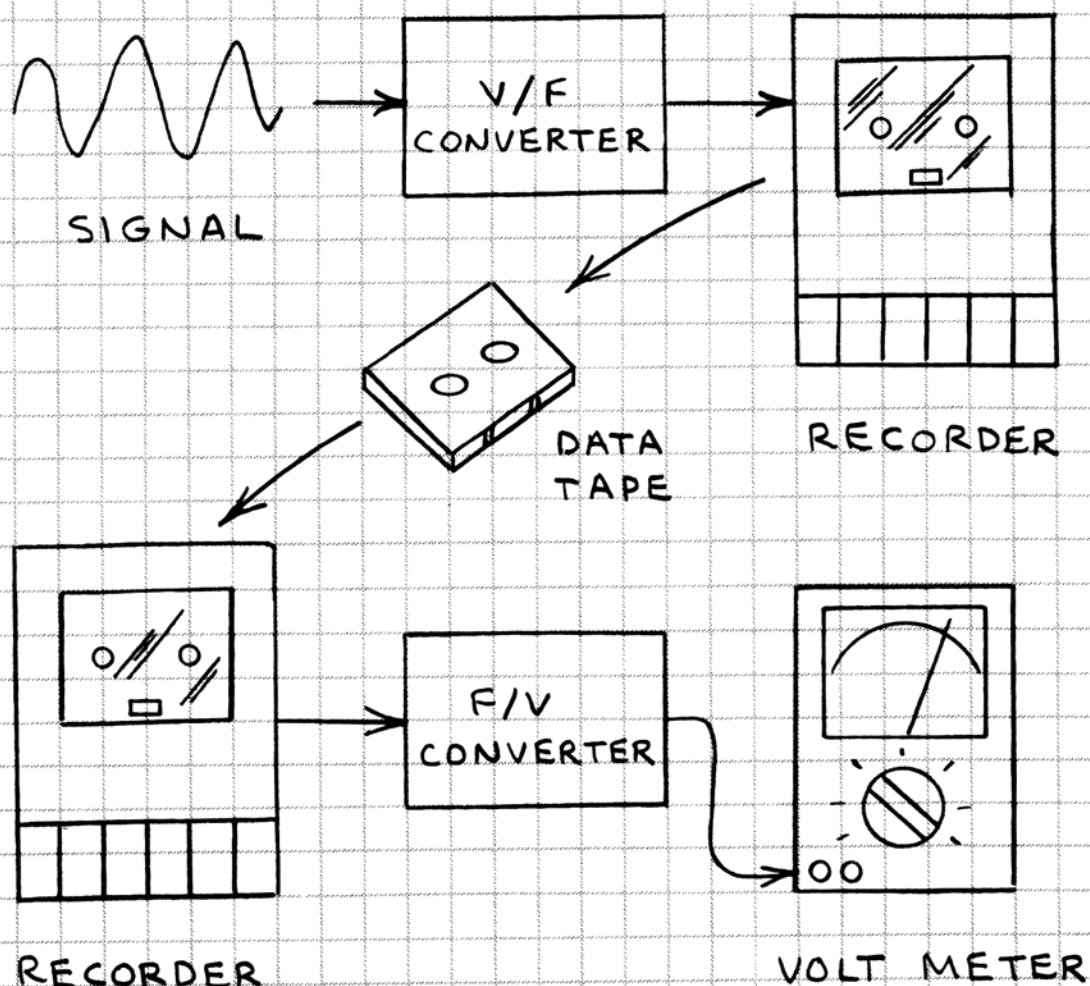 V/F
CONVERTER
SIGNAL
RECORDER
DATA
TAPE
F/V
CONVERTER
RECORDER
VOLT METER